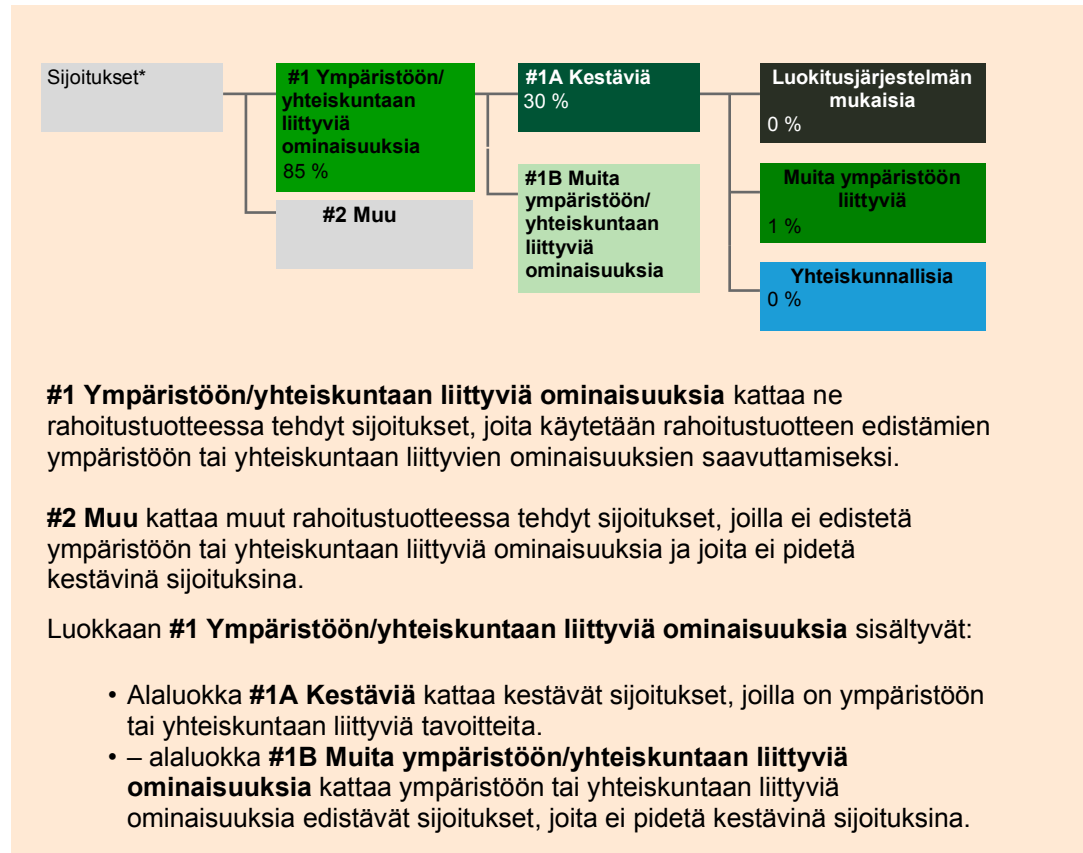 Sijoitukset*
#1 Ympäristöön/
yhteiskuntaan
liittyviä
ominaisuuksia
85 %
#2 Muu
#1A Kestäviä
30 %
#1B Muita
ympäristöön/
yhteiskuntaan
liittyviä
ominaisuuksia
Luokitusjärjestelmän
mukaisia
0 %
Muita ympäristöön
liittyviä
1 %
Yhteiskunnallisia
0 %
#1 Ympäristöön/yhteiskuntaan liittyviä ominaisuuksia kattaa ne
rahoitustuotteessa tehdyt sijoitukset, joita käytetään rahoitustuotteen edistämien
ympäristöön tai yhteiskuntaan liittyvien ominaisuuksien saavuttamiseksi.
#2 Muu kattaa muut rahoitustuotteessa tehdyt sijoitukset, joilla ei edistetä
ympäristöön tai yhteiskuntaan liittyviä ominaisuuksia ja joita ei pidetä
kestävinä sijoituksina.
Luokkaan #1 Ympäristöön/yhteiskuntaan liittyviä ominaisuuksia sisältyvät:
• Alaluokka #1A Kestäviä kattaa kestävät sijoitukset, joilla on ympäristöön
tai yhteiskuntaan liittyviä tavoitteita.
• – alaluokka #1B Muita ympäristöön/yhteiskuntaan liittyviä
ominaisuuksia kattaa ympäristöön tai yhteiskuntaan liittyviä
ominaisuuksia edistävät sijoitukset, joita ei pidetä kestävinä sijoituksina.